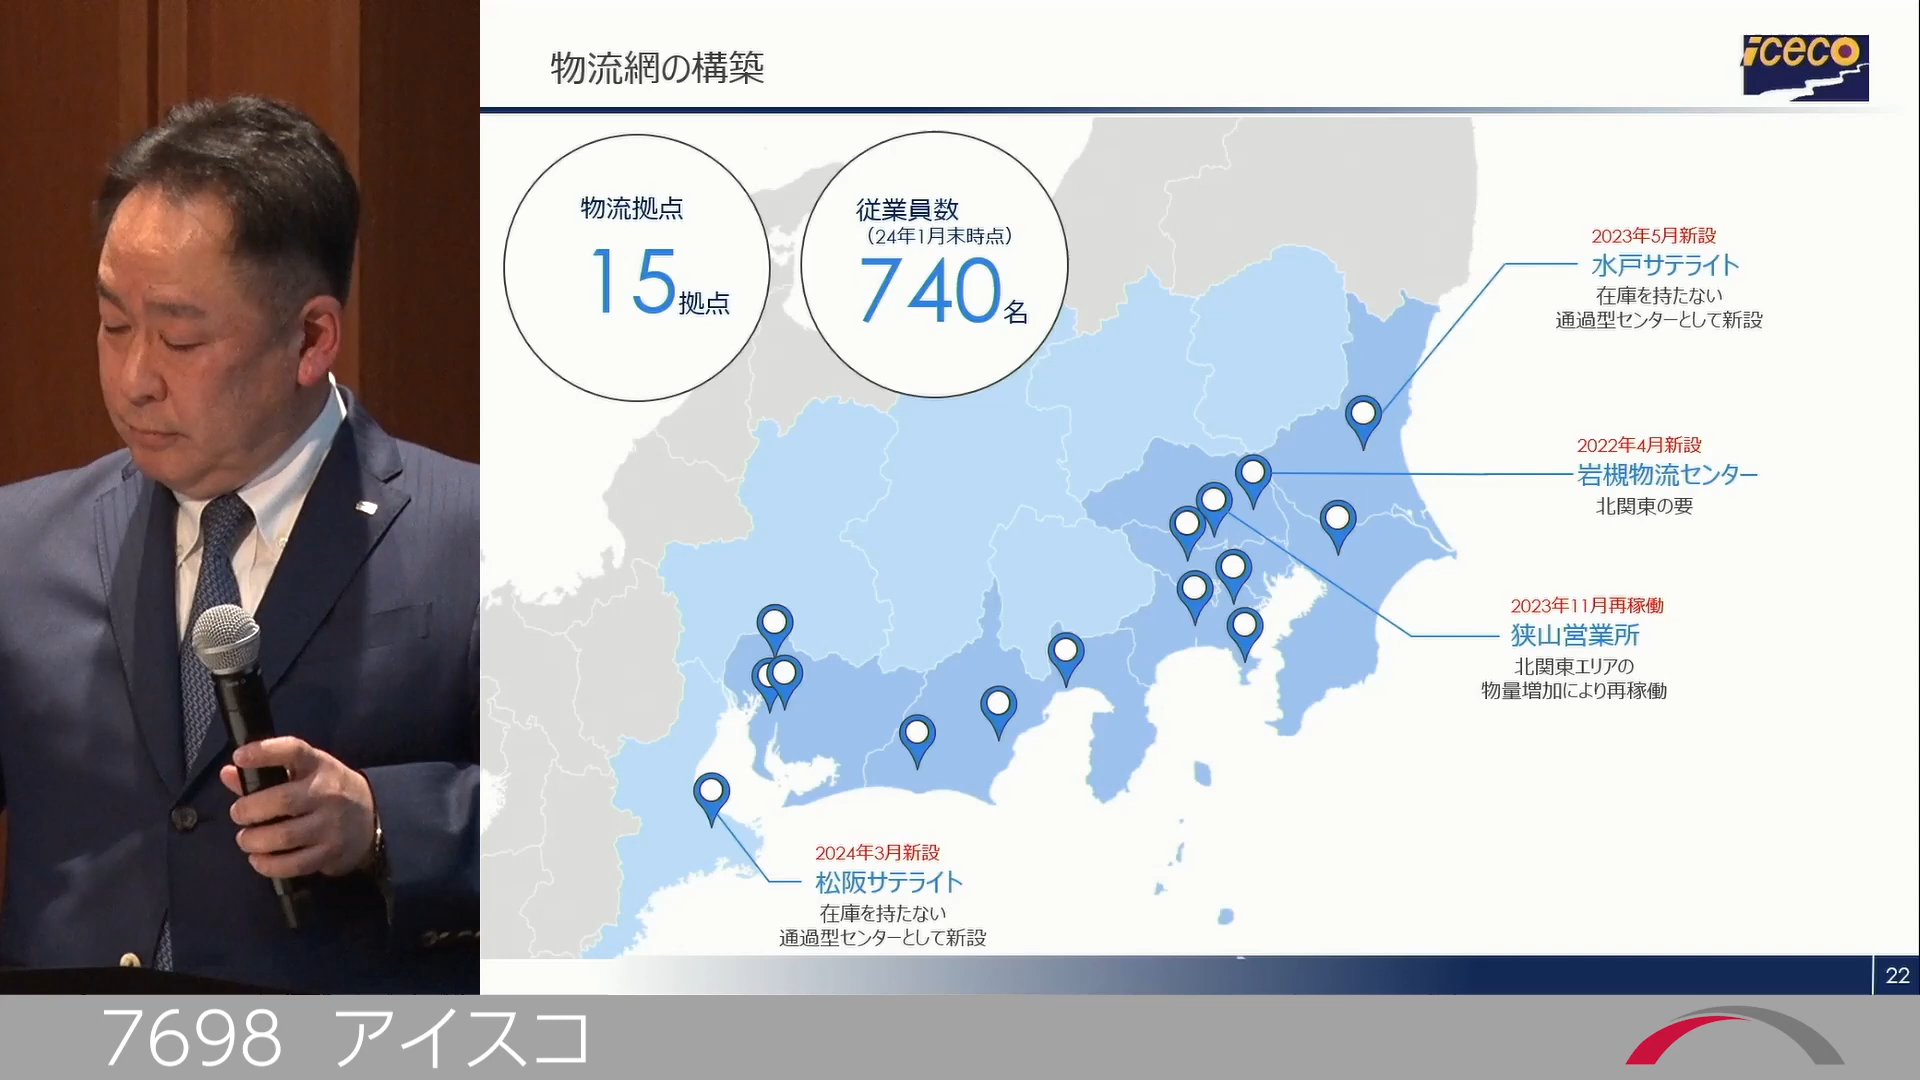 物流網の構築
iceco
物流拠点
15拠点
従業員数
（24年1月末時点）
740名
2023年5月新設
水戸サテライト
在庫を持たない
通過型センターとして新設
2022年4月新設
岩槻物流センター
北関東の要
2023年11月再稼働
狭山営業所
北関東エリアの
物量増加により再稼働
2024年3月新設
松阪サテライト
在庫を持たない
通過型センターとして新設
22
7698 アイスコ